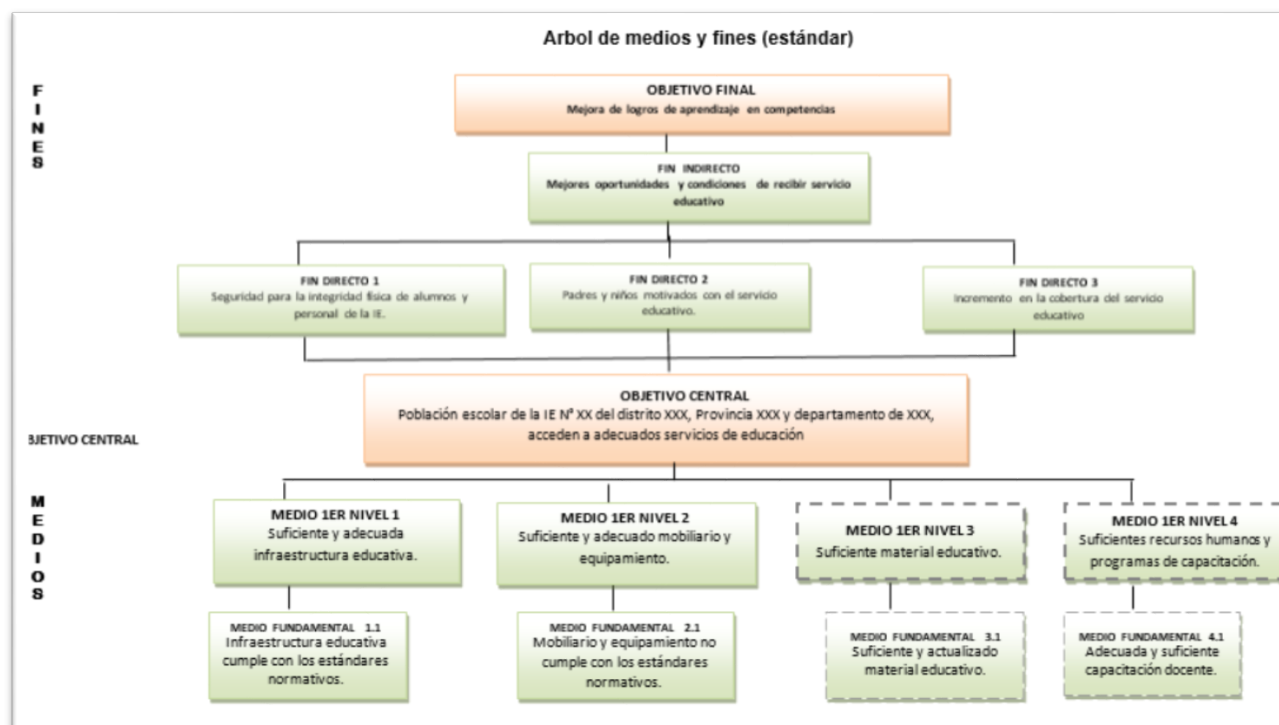 Arbol de medios y fines (estándar)
FINES
OBJETIVO FINAL
Mejora de logros de aprendizaje en competencias
FIN INDIRECTO
Mejores oportunidades y condiciones de recibir servicio
educativo
FIN DIRECTO 1
Seguridad para la integridad física de alumnos y
personal de la IE.
FIN DIRECTO 2
Padres y niños motivados con el servicio
educativo.
FIN DIRECTO 3
Incremento en la cobertura del servicio
educativo
OBJETIVO CENTRAL
Población escolar de la IE N° XX del distrito XXX, Provincia XXX y departamento de XXX,
acceden a adecuados servicios de educación
BJETIVO CENTRAL
MEDIOS
MEDIO 1ER NIVEL 1
Suficiente y adecuada
infraestructura educativa.
MEDIO 1ER NIVEL 2
Suficiente y adecuado mobiliario y
equipamiento.
MEDIO 1ER NIVEL 3
Suficiente material educativo.
MEDIO 1ER NIVEL 4
Suficientes recursos humanos y
programas de capacitación.
MEDIO FUNDAMENTAL 1.1
Infraestructura educativa
cumple con los estándares
normativos.
MEDIO FUNDAMENTAL 2.1
Mobiliario y equipamiento no
cumple con los estándares
normativos.
MEDIO FUNDAMENTAL 3.1
Suficiente y actualizado
material educativo.
MEDIO FUNDAMENTAL 4.1
Adecuada y suficiente
capacitación docente.